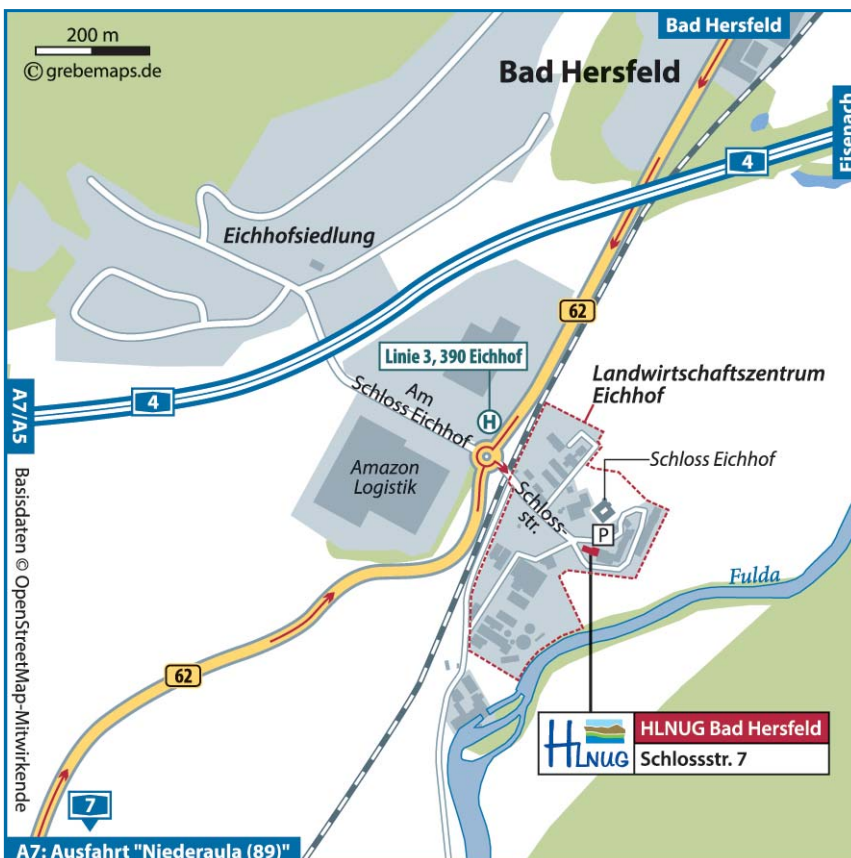 200 m
© grebemaps.de
Bad Hersfeld
Bad Hersfeld
Eisenach
4
Eichhofsiedlung
62
Linie 3, 390 Eichhof
H
Landwirtschaftszentrum
Eichhof
A7/A5
4
Am
Schloss Eichhof
Schloss Eichhof
Amazon
Logistik
Schloss-
str.
P
Fulda
Basisdaten © OpenStreetMap-Mitwirkende
62
HLNUG
HLNUG Bad Hersfeld
Schlossstr. 7
7
A7: Ausfahrt "Niederaula (89)"